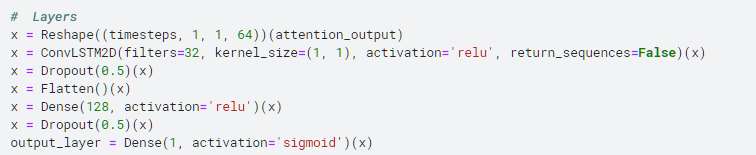 #  Layers
x = Reshape((timesteps, 1, 1, 64))(attention_output)
x = ConvLSTM2D(filters=32, kernel_size=(1, 1), activation='relu', return_sequences=False)(x)
x = Dropout(0.5)(x)
x = Flatten()(x)
x = Dense(128, activation='relu')(x)
x = Dropout(0.5)(x)
output_layer = Dense(1, activation='sigmoid')(x)